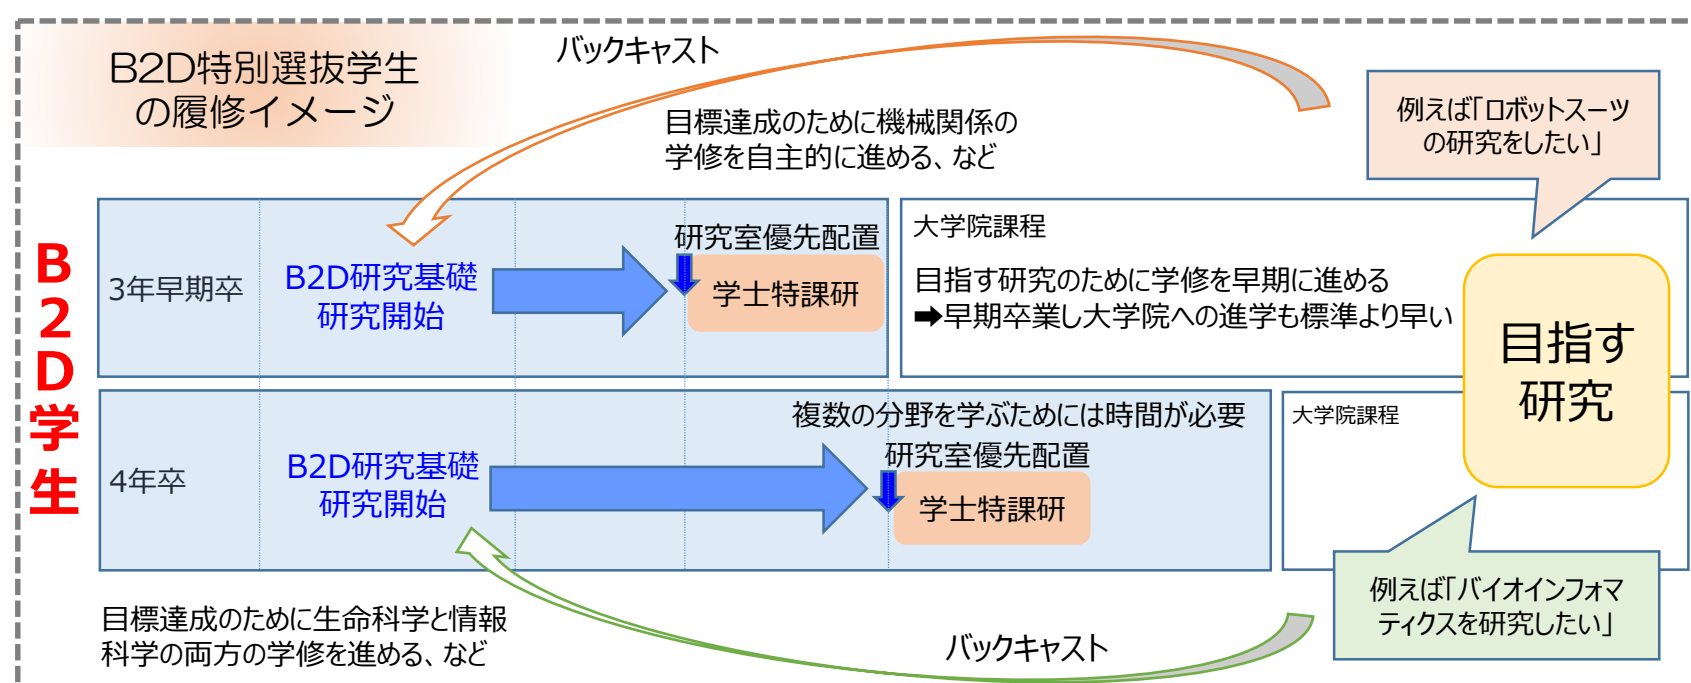 B2D特別選抜学生
の履修イメージ
バックキャスト
目標達成のために機械関係の
学修を自主的に進める、など
例えば「ロボットスーツ
の研究をしたい」
B2D学生
3年早期卒
B2D研究基礎
研究開始
研究室優先配置
学士特課研
大学院課程
目指す研究のために学修を早期に進める
➡早期卒業し大学院への進学も標準より早い
目指す
研究
4年卒
B2D研究基礎
研究開始
複数の分野を学ぶためには時間が必要
研究室優先配置
学士特課研
大学院課程
目標達成のために生命科学と情報
科学の両方の学修を進める、など
バックキャスト
例えば「バイオインフォマ
ティクスを研究したい」